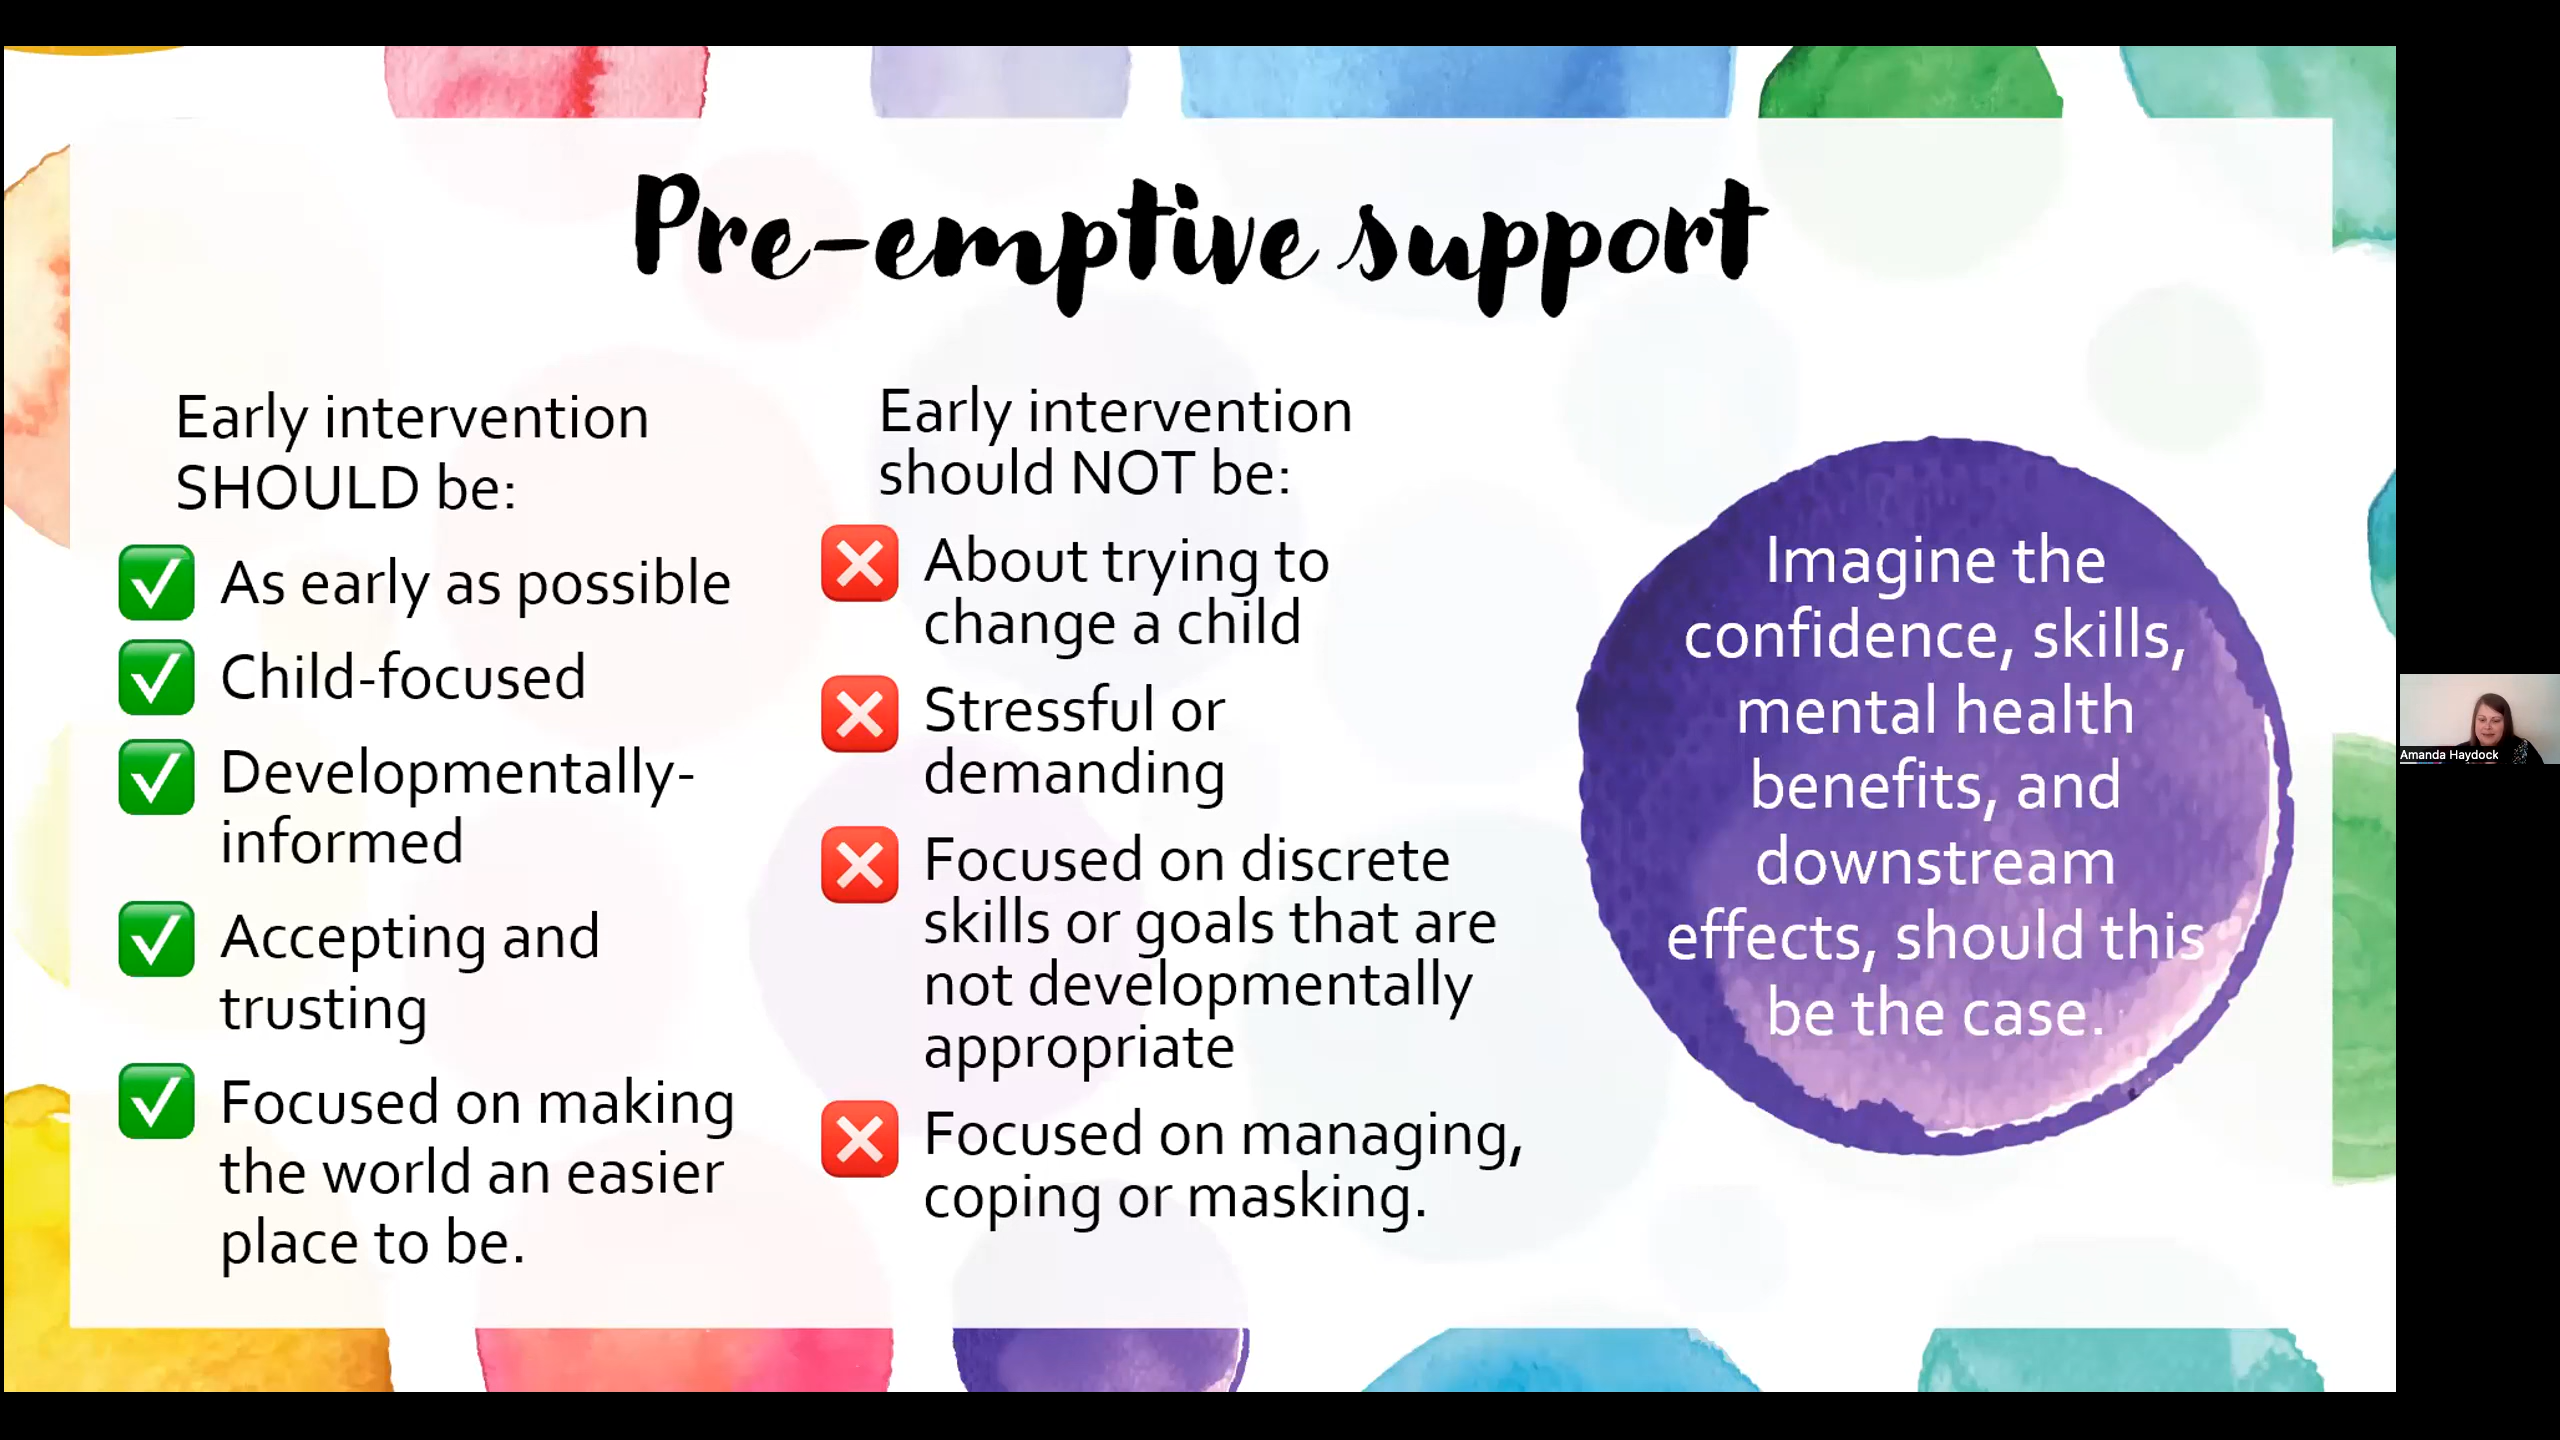 Pre-emptive support
Early intervention
SHOULD be:
As early as possible
Child-focused
Developmentally-
informed
Accepting and
trusting
Focused on making
the world an easier
place to be.
Early intervention
should NOT be:
About trying to
change a child
Stressful or
demanding
Focused on discrete
skills or goals that are
not developmentally
appropriate
Focused on managing,
coping or masking.
Imagine the
confidence, skills,
mental health
benefits, and
downstream
effects, should this
be the case.
Amanda Haydock